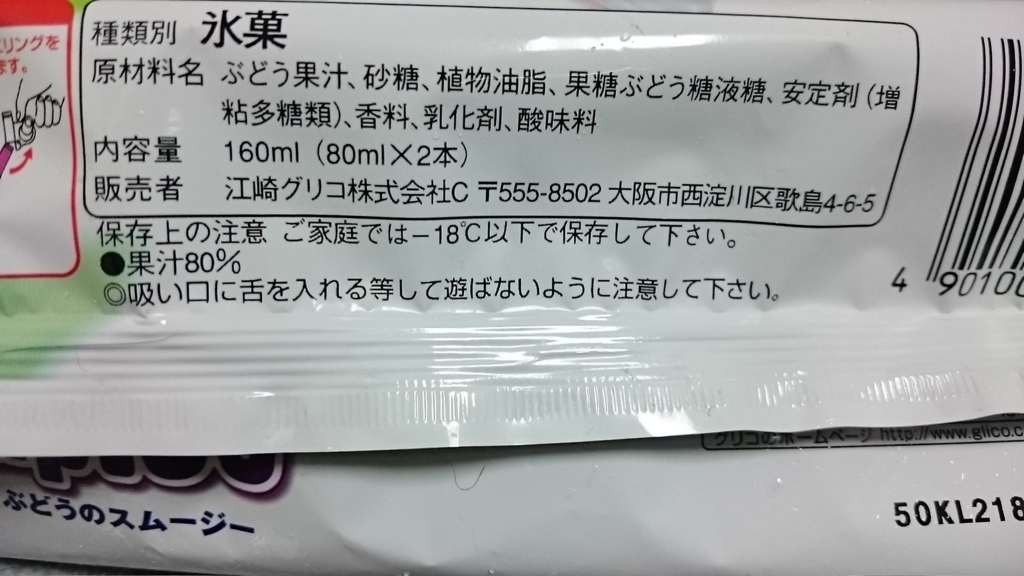 リングを
ます。
種類別 氷菓
原材料名 ぶどう果汁、砂糖、植物油脂、果糖ぶどう糖液糖、安定剤（増
粘多糖類）、香料、乳化剤、酸味料
内容量 160ml（80ml×2本）
販売者 江崎グリコ株式会社C 〒555-8502 大阪市西淀川区歌島4-6-5
保存上の注意 ご家庭では－18℃以下で保存して下さい。
●果汁80%
◎吸い口に舌を入れる等して遊ばないように注意して下さい。
4 90100
グリコのホームページ http://www.glico.c
ぶどうのスムージー
50KL218